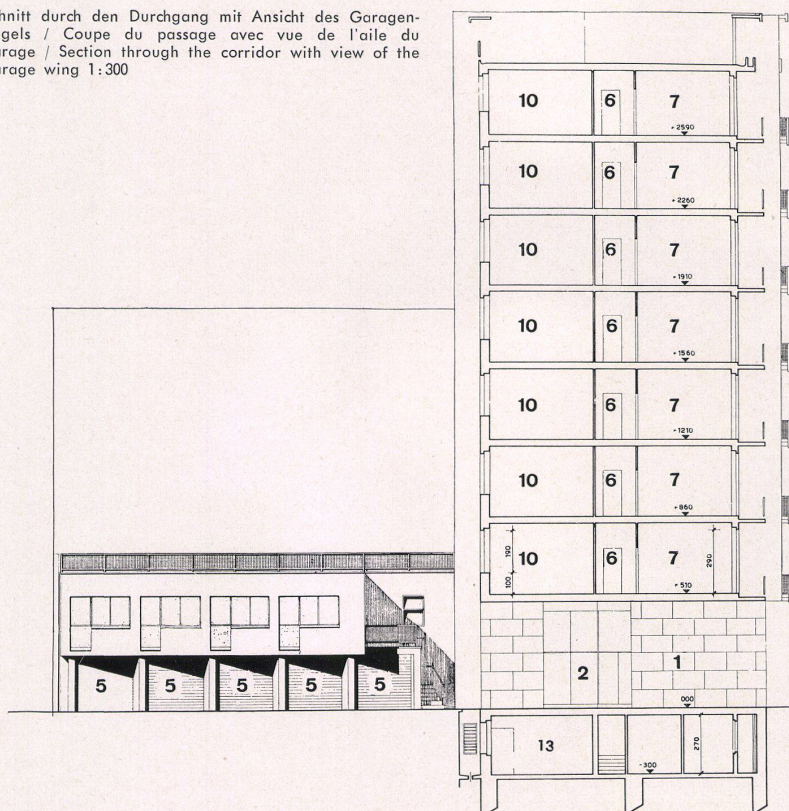 hnitt durch den Durchgang mit Ansicht des Garagen-
gels / Coupe du passage avec vue de l'aile du
rage / Section through the corridor with view of the
rage wing 1:300
10 6 7
+2590
10 6 7
+2260
10 6 7
+1910
10 6 7
+1560
10 6 7
+1210
10 6 7
+860
190 290
10 6 7
100 +510
2 1
5 5 5 5 5
000
13 270
-300